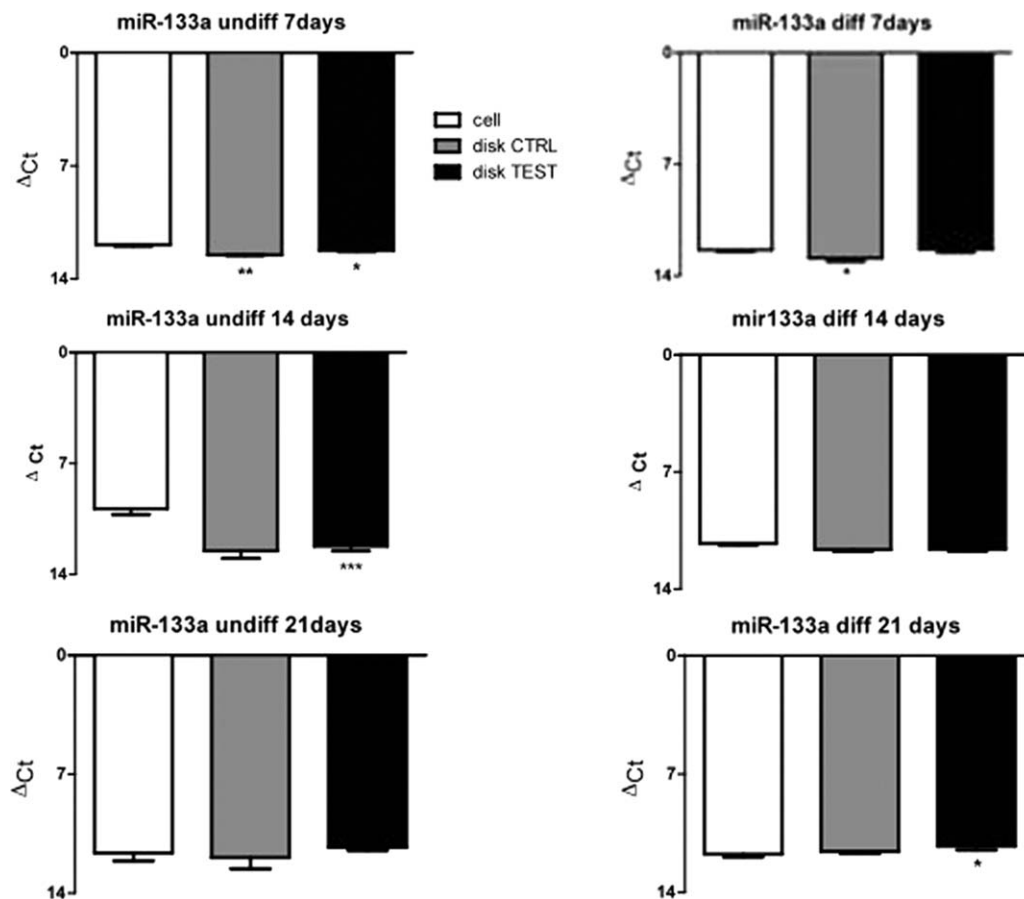 miR-133a undiff 7days
0
7
14
ΔCt
**
*
cell
disk CTRL
disk TEST
miR-133a diff 7days
0
7
14
ΔCt
*
miR-133a undiff 14 days
0
7
14
Δ Ct
***
mir133a diff 14 days
0
7
14
Δ Ct
miR-133a undiff 21days
0
7
14
ΔCt
miR-133a diff 21 days
0
7
14
ΔCt
*